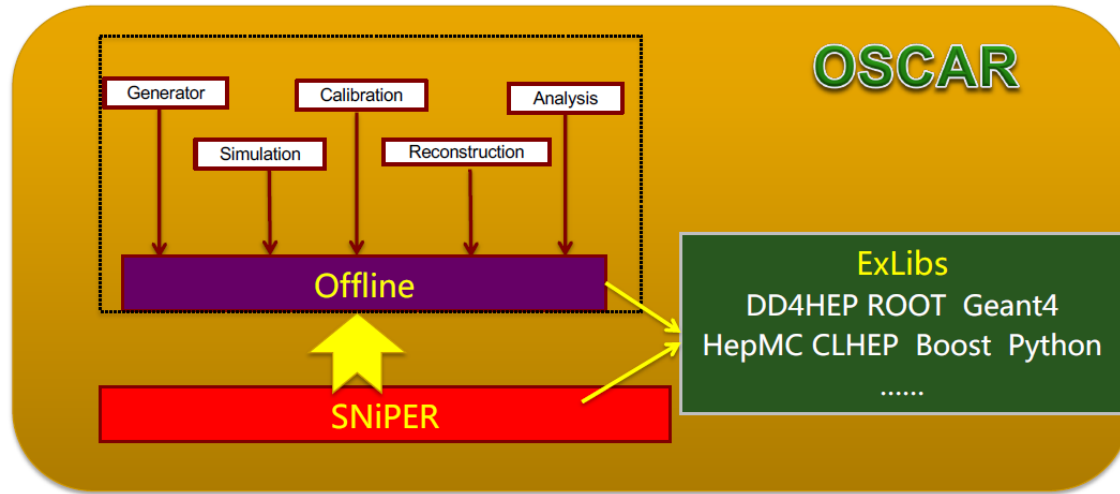 OSCAR
Generator
Calibration
Analysis
Simulation
Reconstruction
Offline
SNiPER
ExLibs
DD4HEP ROOT Geant4
HepMC CLHEP Boost Python
......